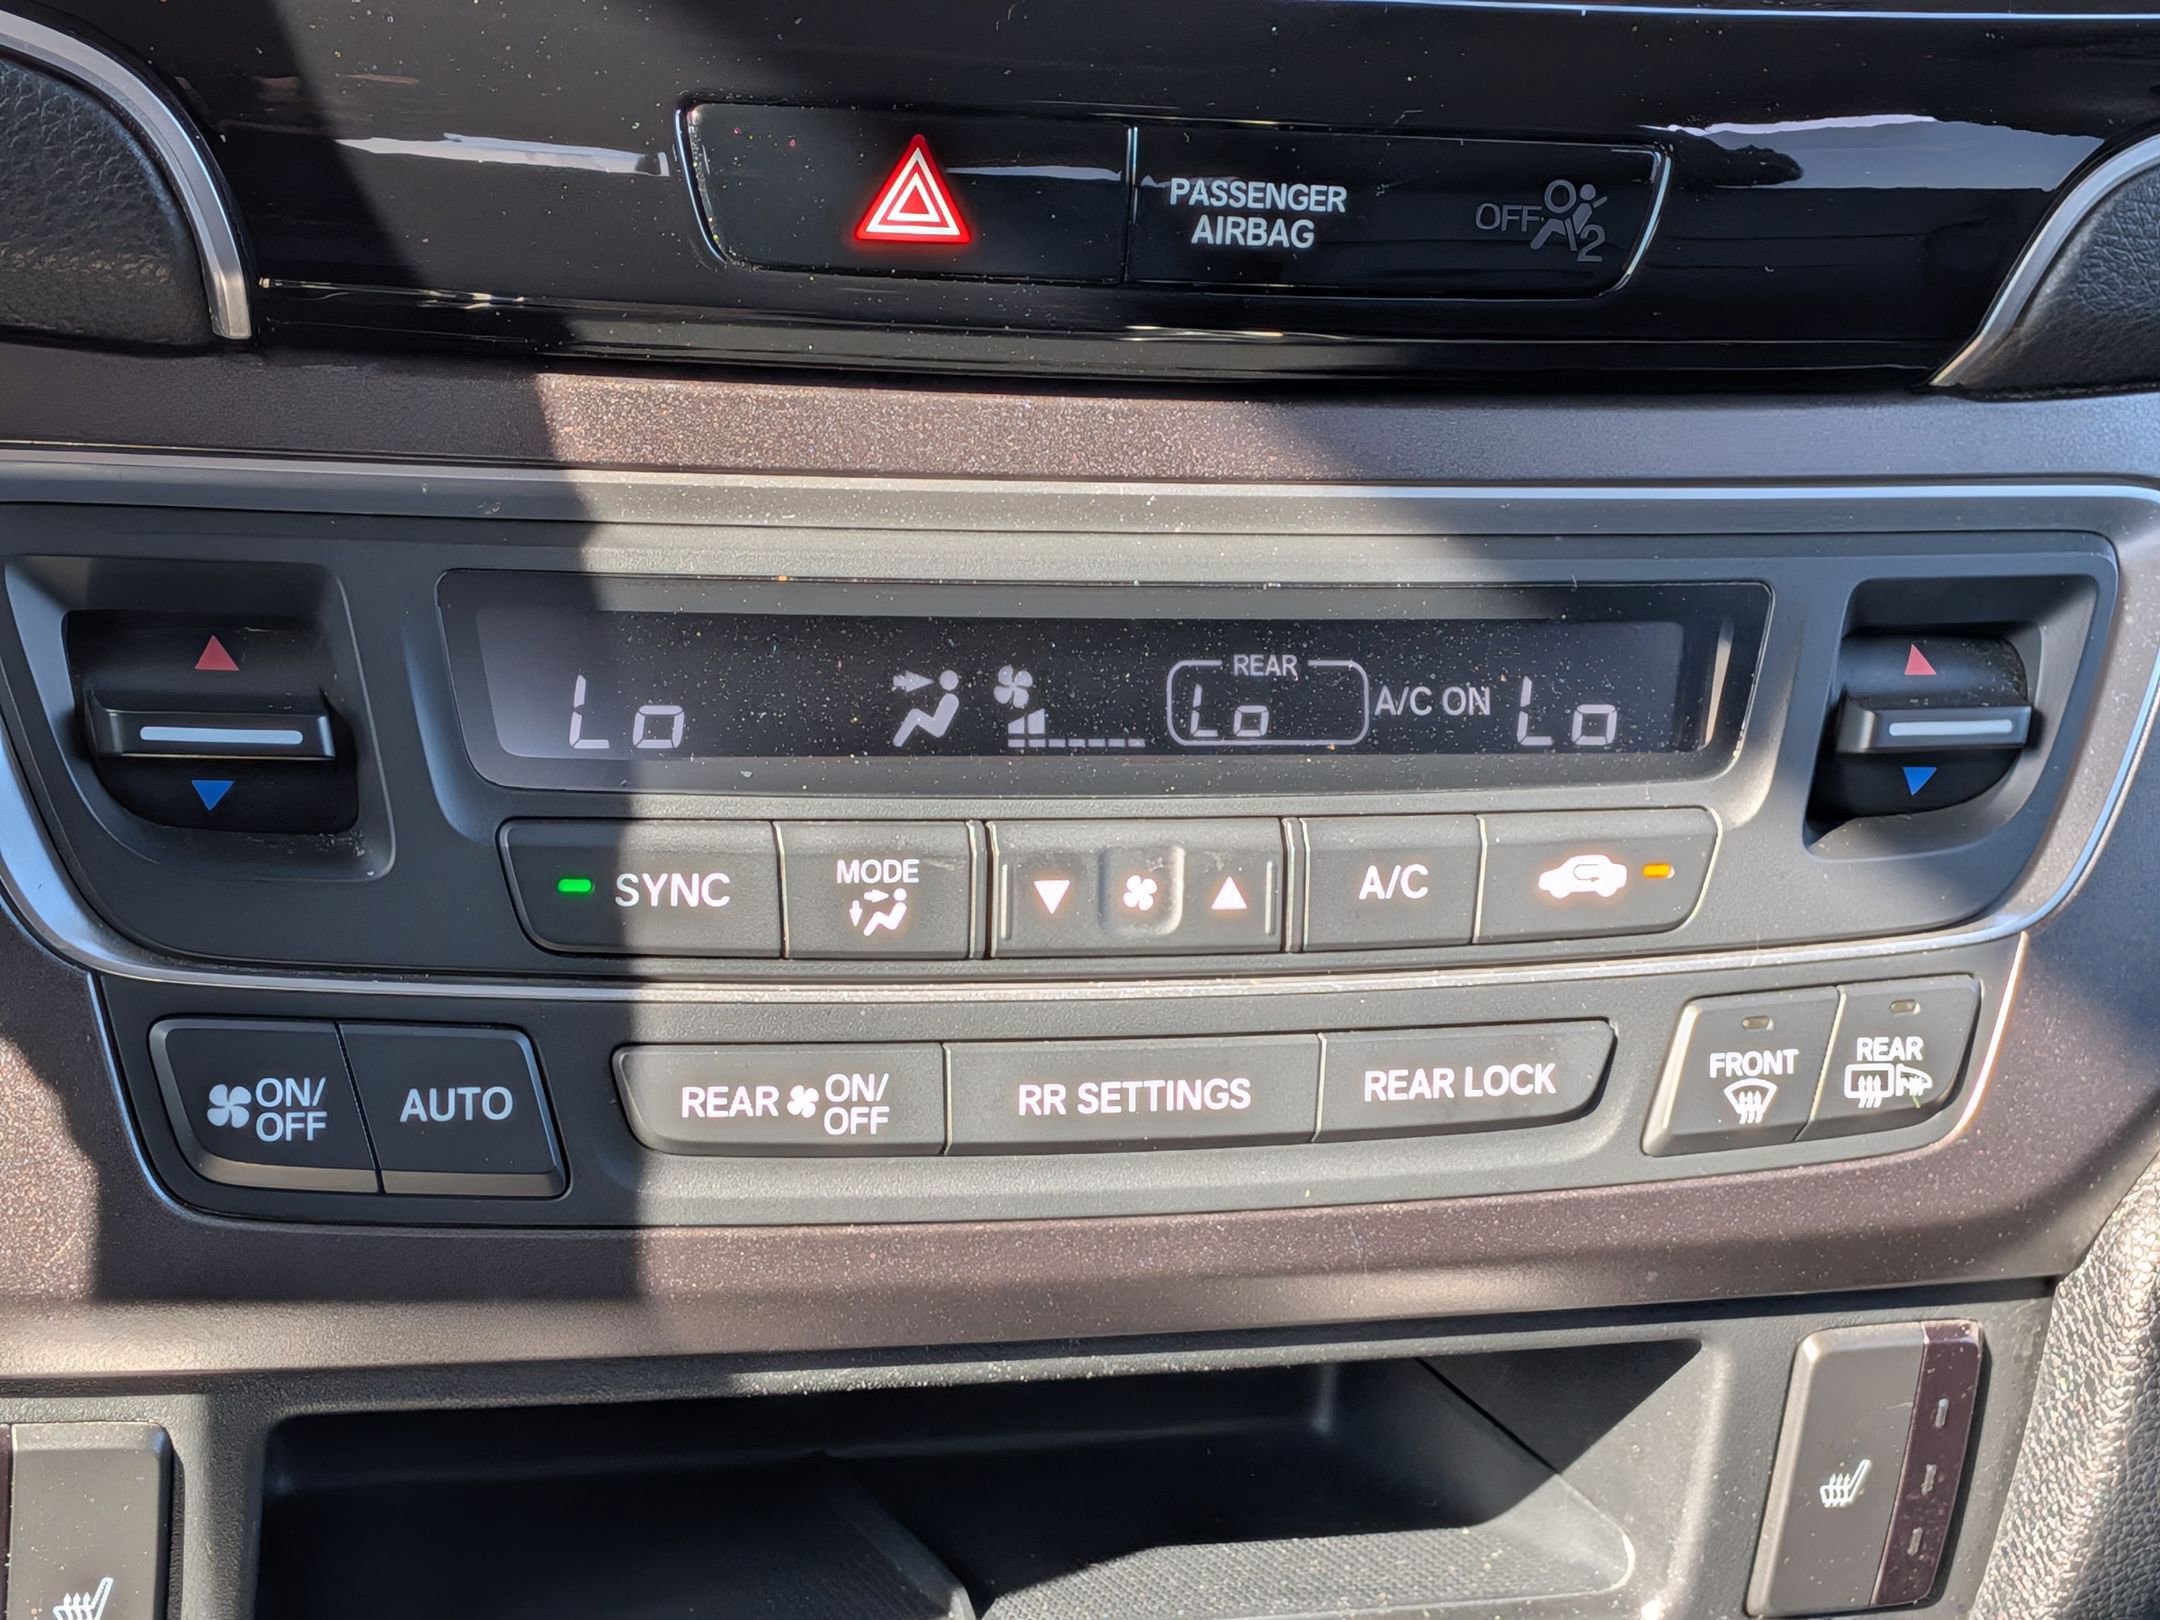 PASSENGER
AIRBAG
OFF
2
REAR
Lo
Lo
A/C ON
Lo
SYNC
MODE
A/C
ON/
OFF
AUTO
REAR
ON/
OFF
RR SETTINGS
REAR LOCK
FRONT
REAR